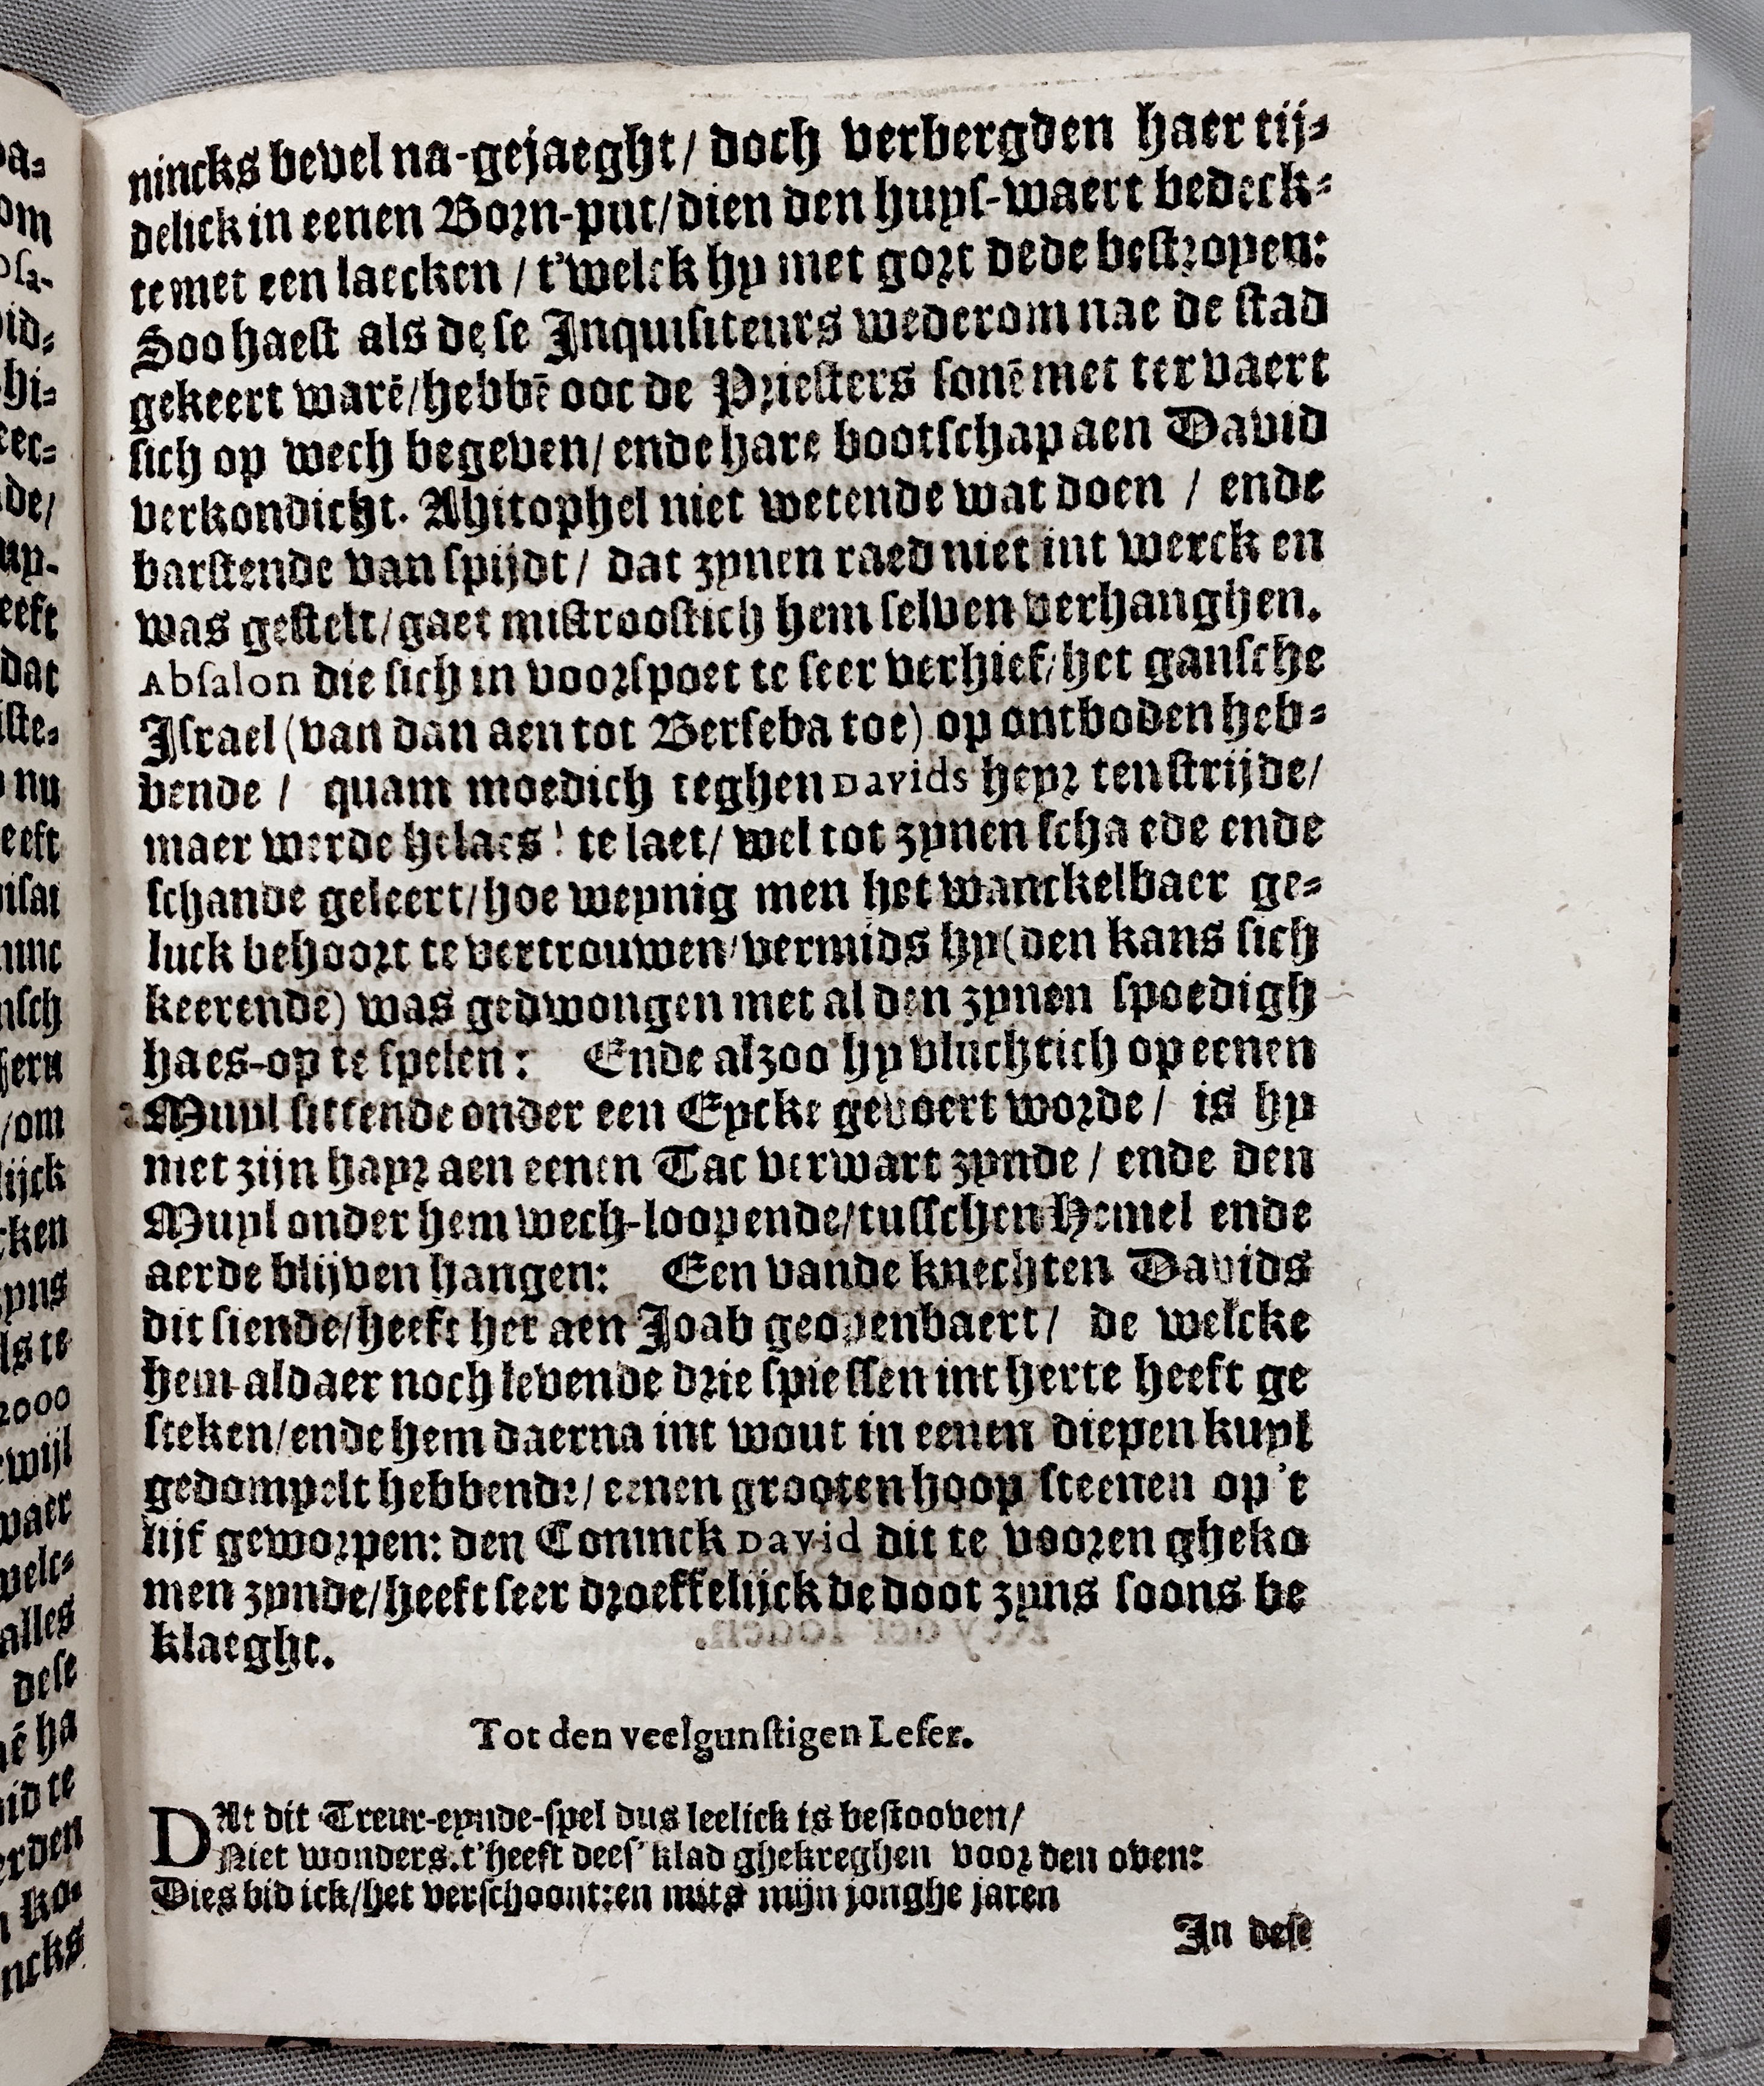 nincks bevel na-gejaeght/ doch verbergden haer tij⸗
delick in eenen Born-put/dien den huyſ-waert bedeck⸗
te met een laecken / t'welck hy met gort dede beſtroyen:
Soo haeſt als deſe Inquiſiteurs wederom nae de ſtad
gekeert warē/hebbē ooc de Prieſters ſonē met ter vaert
ſich op wech begeven/ ende hare bootſchap aen David
verkondicht. Ahitophel niet wetende wat doen / ende
barſtende van ſpijdt/ dat zynen raed niet int werck en
was geſtelt/gaet miſtrooſtich hem ſelven verhanghen.
Abſalon die ſich in voorſpoet te ſeer verhief/het ganſche
Iſrael (van dan aen tot Berſeba toe) op ontboden heb⸗
bende / quam moedich teghen Davids heyr ten ſtrijde/
maer werde helaes! te laet/ wel tot zynen ſcha ede ende
ſchande geleert/hoe weynig men het wanckelbaer ge⸗
luck behoort te vertrouwen/vermids hy(den kans ſich
keerende) was gedwongen met al den zynen ſpoedigh
haes-op te ſpelen: Ende alzoo hy vluchtich op eenen
Muyl ſittende onder een Eycke gevoert worde / is hy
met zijn hayr aen eenen Tac verwart zynde / ende den
Muyl onder hem wech-loopende/tuſſchen Hemel ende
aerde blijven hangen: Een vande knechten Davids
dit ſiende/heeft het aen Joab geopenbaert/ de welcke
hem aldaer noch levende drie ſpieſſen int herte heeft ge
ſteken/ende hem daerna int wout in eenen diepen kuyl
gedompelt hebbende/ eenen grooten hoop ſteenen op 't
lijf geworpen: den Coninck David dit te vooren gheko
men zynde/heeft ſeer droeffelijck de doot zyns ſoons be
klaeght.
Tot den veelgunſtigen Leſer.
DAt dit Treur-eynde-ſpel dus leelick is beſtooven/
Niet wonders.t'heeft deeſ' klad ghekreghen voor den oven:
Dies bid ick/het verſchoont:en mits mijn jonghe jaren
In deſe